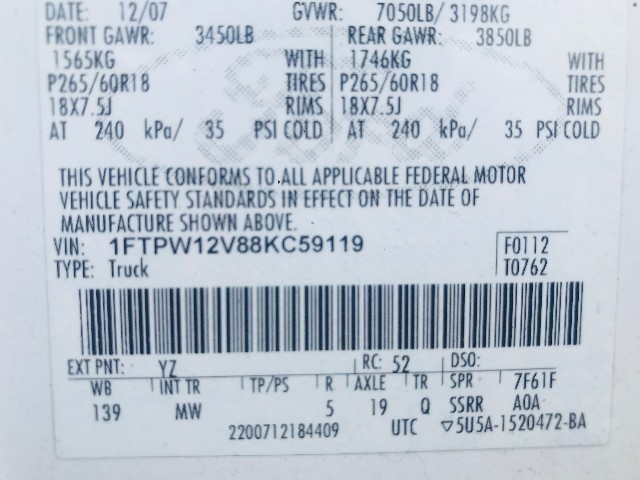 DATE: 12/07 GVWR: 7050LB/ 3198KG
FRONT GAWR: 3450LB REAR GAWR: 3850LB
1565KG WITH 1746KG WITH
P265/60R18 TIRES P265/60R18 TIRES
18X7.5J RIMS 18X7.5J RIMS
AT 240 kPa/ 35 PSI COLD AT 240 kPa/ 35 PSI COLD
THIS VEHICLE CONFORMS TO ALL APPLICABLE FEDERAL MOTOR
VEHICLE SAFETY STANDARDS IN EFFECT ON THE DATE OF
MANUFACTURE SHOWN ABOVE.
VIN: 1FTPW12V88KC59119 F0112
TYPE: Truck T0762
EXT PNT: YZ RC: 52 DSO:
WB INT TR TP/PS R AXLE TR SPR 7F61F
139 MW 5 19 Q SSRR A0A
2200712184409 UTC ▽5U5A-1520472-BA